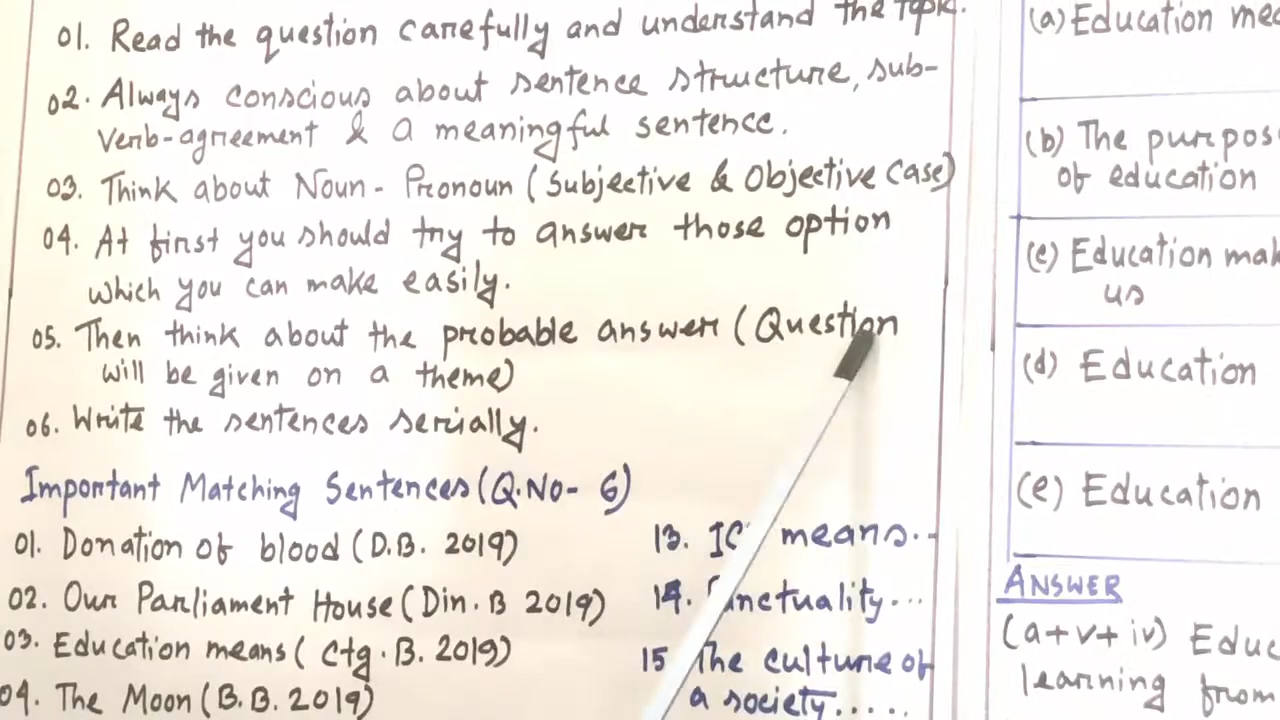 01. Read the question carefully and understand the topic.
02. Always conscious about sentence structure, sub-
verb-agreement & a meaningful sentence.
03. Think about Noun - Pronoun (Subjective & Objective Case)
04. At first you should try to answer those option
which you can make easily.
05. Then think about the probable answer (Question
will be given on a theme)
06. Write the sentences serially.
Important Matching Sentences (Q.No- 6)
01. Donation of blood (D.B. 2019)
02. Our Parliament House (Din.B 2019)
03. Education means ( Ctg.B. 2019)
04. The Moon (B.B. 2019)
13. means...
14. ...
15 The culture of
a society.....
(a) Education
(b) The
of education
(c) Education
us
(d) Education
(e) Education
ANSWER
(a+v+iv)
learning from